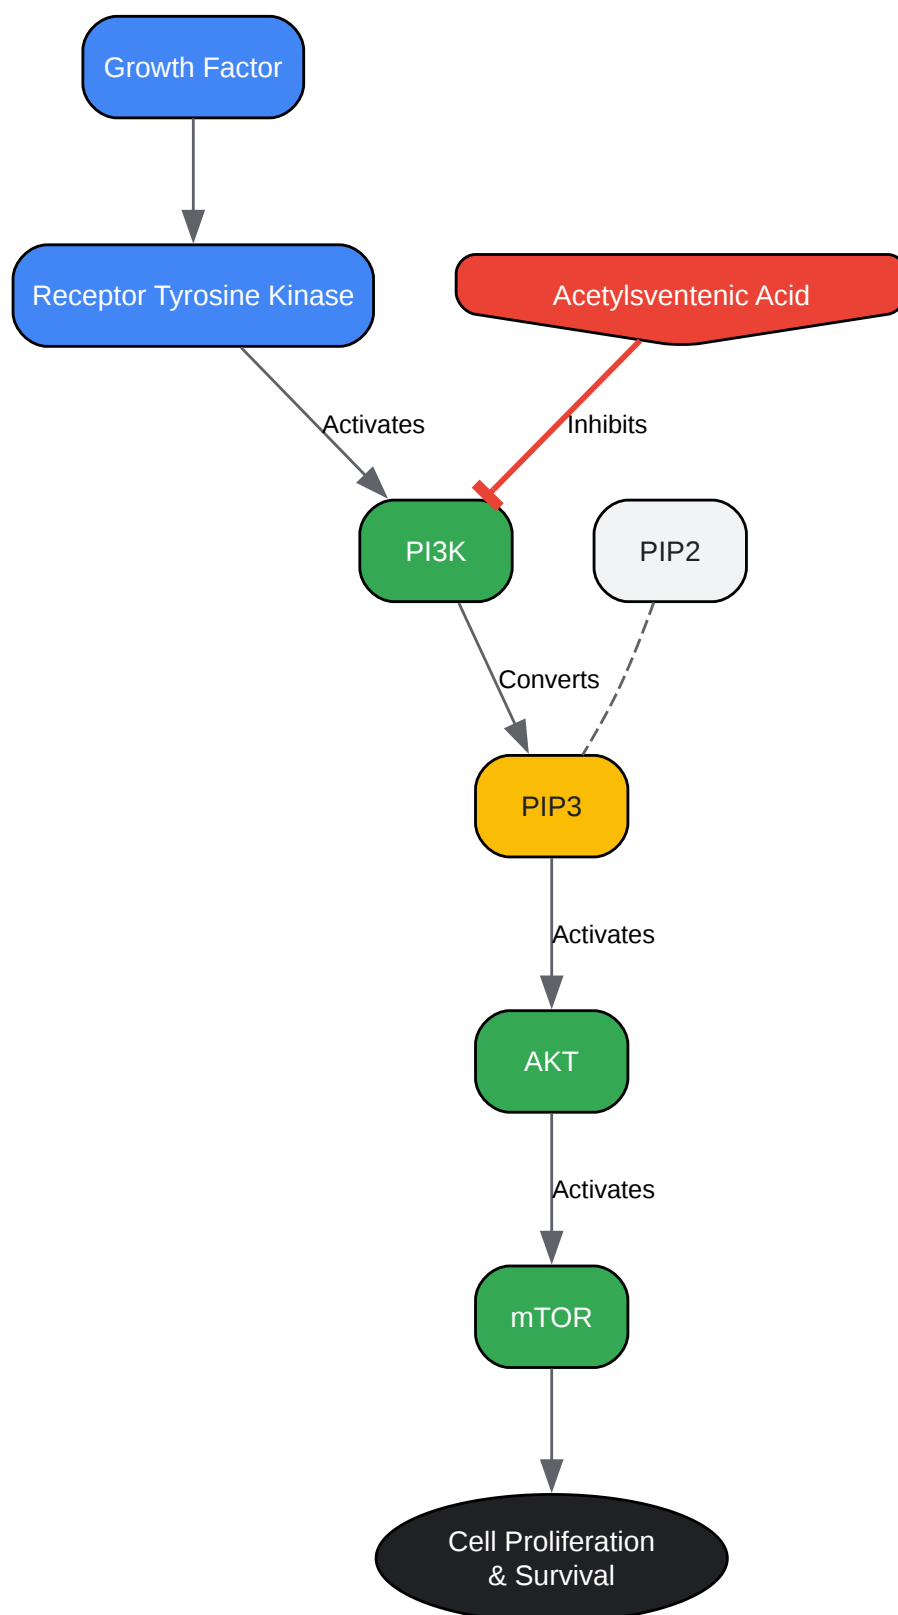 Growth Factor
Receptor Tyrosine Kinase
Acetylsventenic Acid
Activates
Inhibits
PI3K
PIP2
Converts
PIP3
Activates
AKT
Activates
mTOR
Cell Proliferation
& Survival